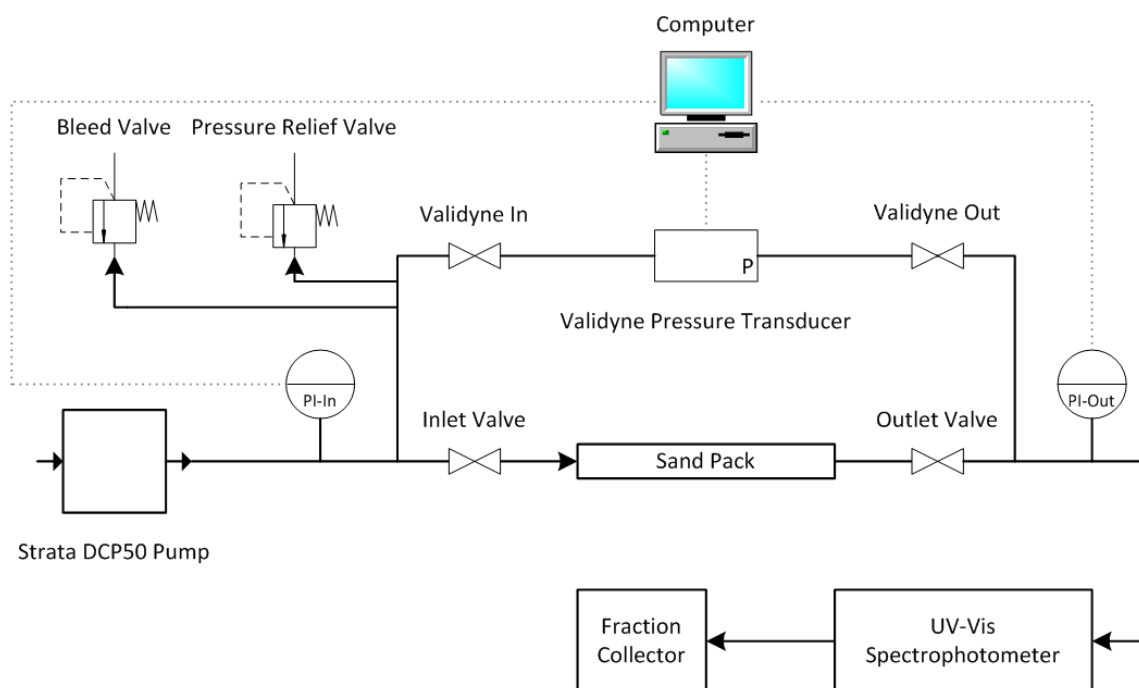 Computer
Bleed Valve
Pressure Relief Valve
Validyne In
Validyne Out
P
Validyne Pressure Transducer
PI-In
PI-Out
Inlet Valve
Outlet Valve
Sand Pack
Strata DCP50 Pump
Fraction
Collector
UV-Vis
Spectrophotometer